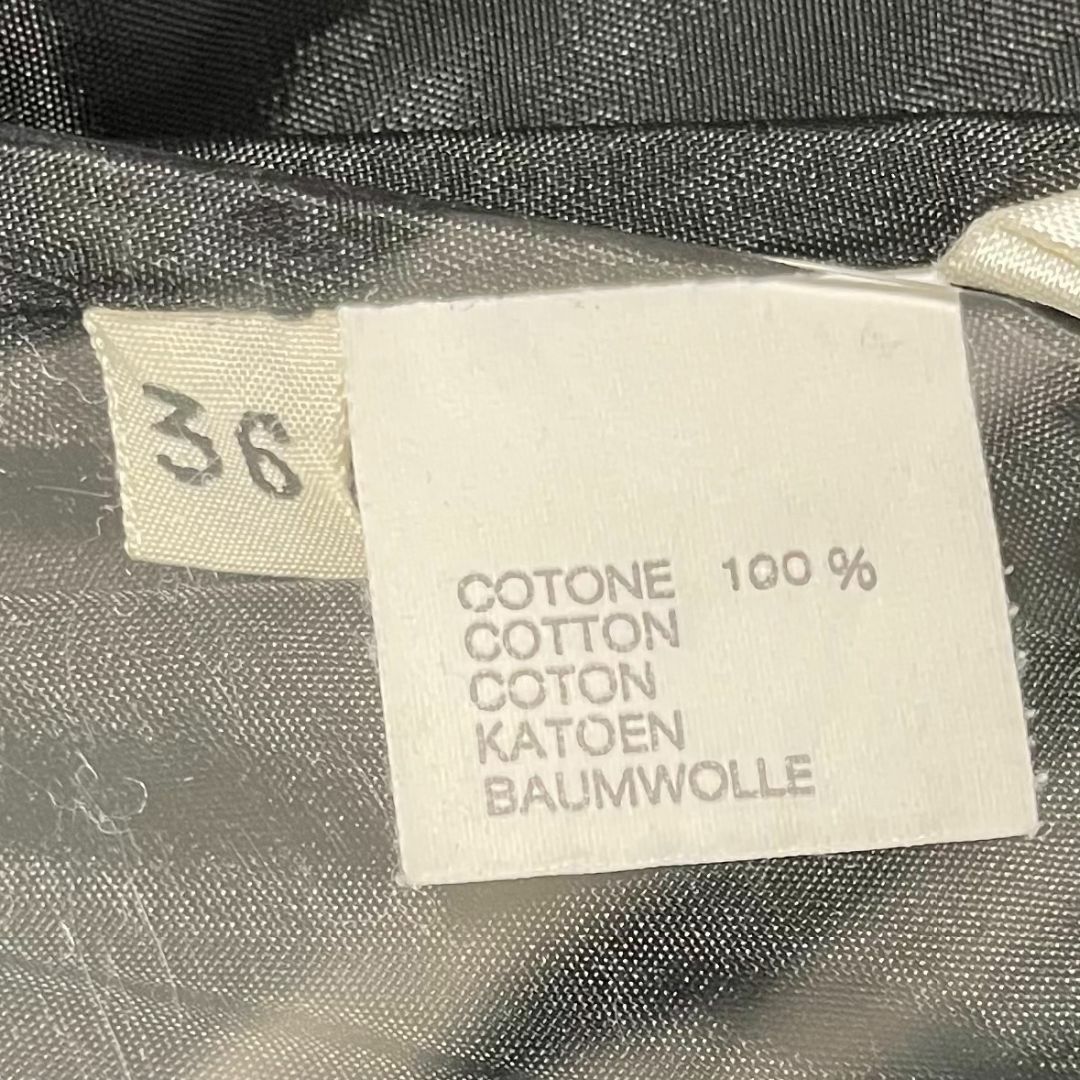 36
COTONE 100 %
COTTON
COTON
KATOEN
BAUMWOLLE